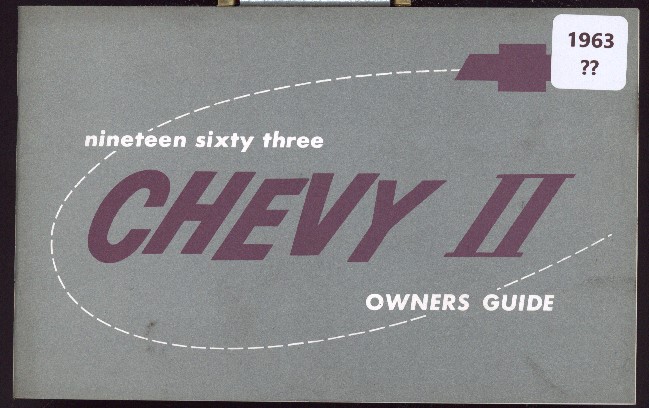 1963
??
nineteen sixty three
CHEVY II
OWNERS GUIDE